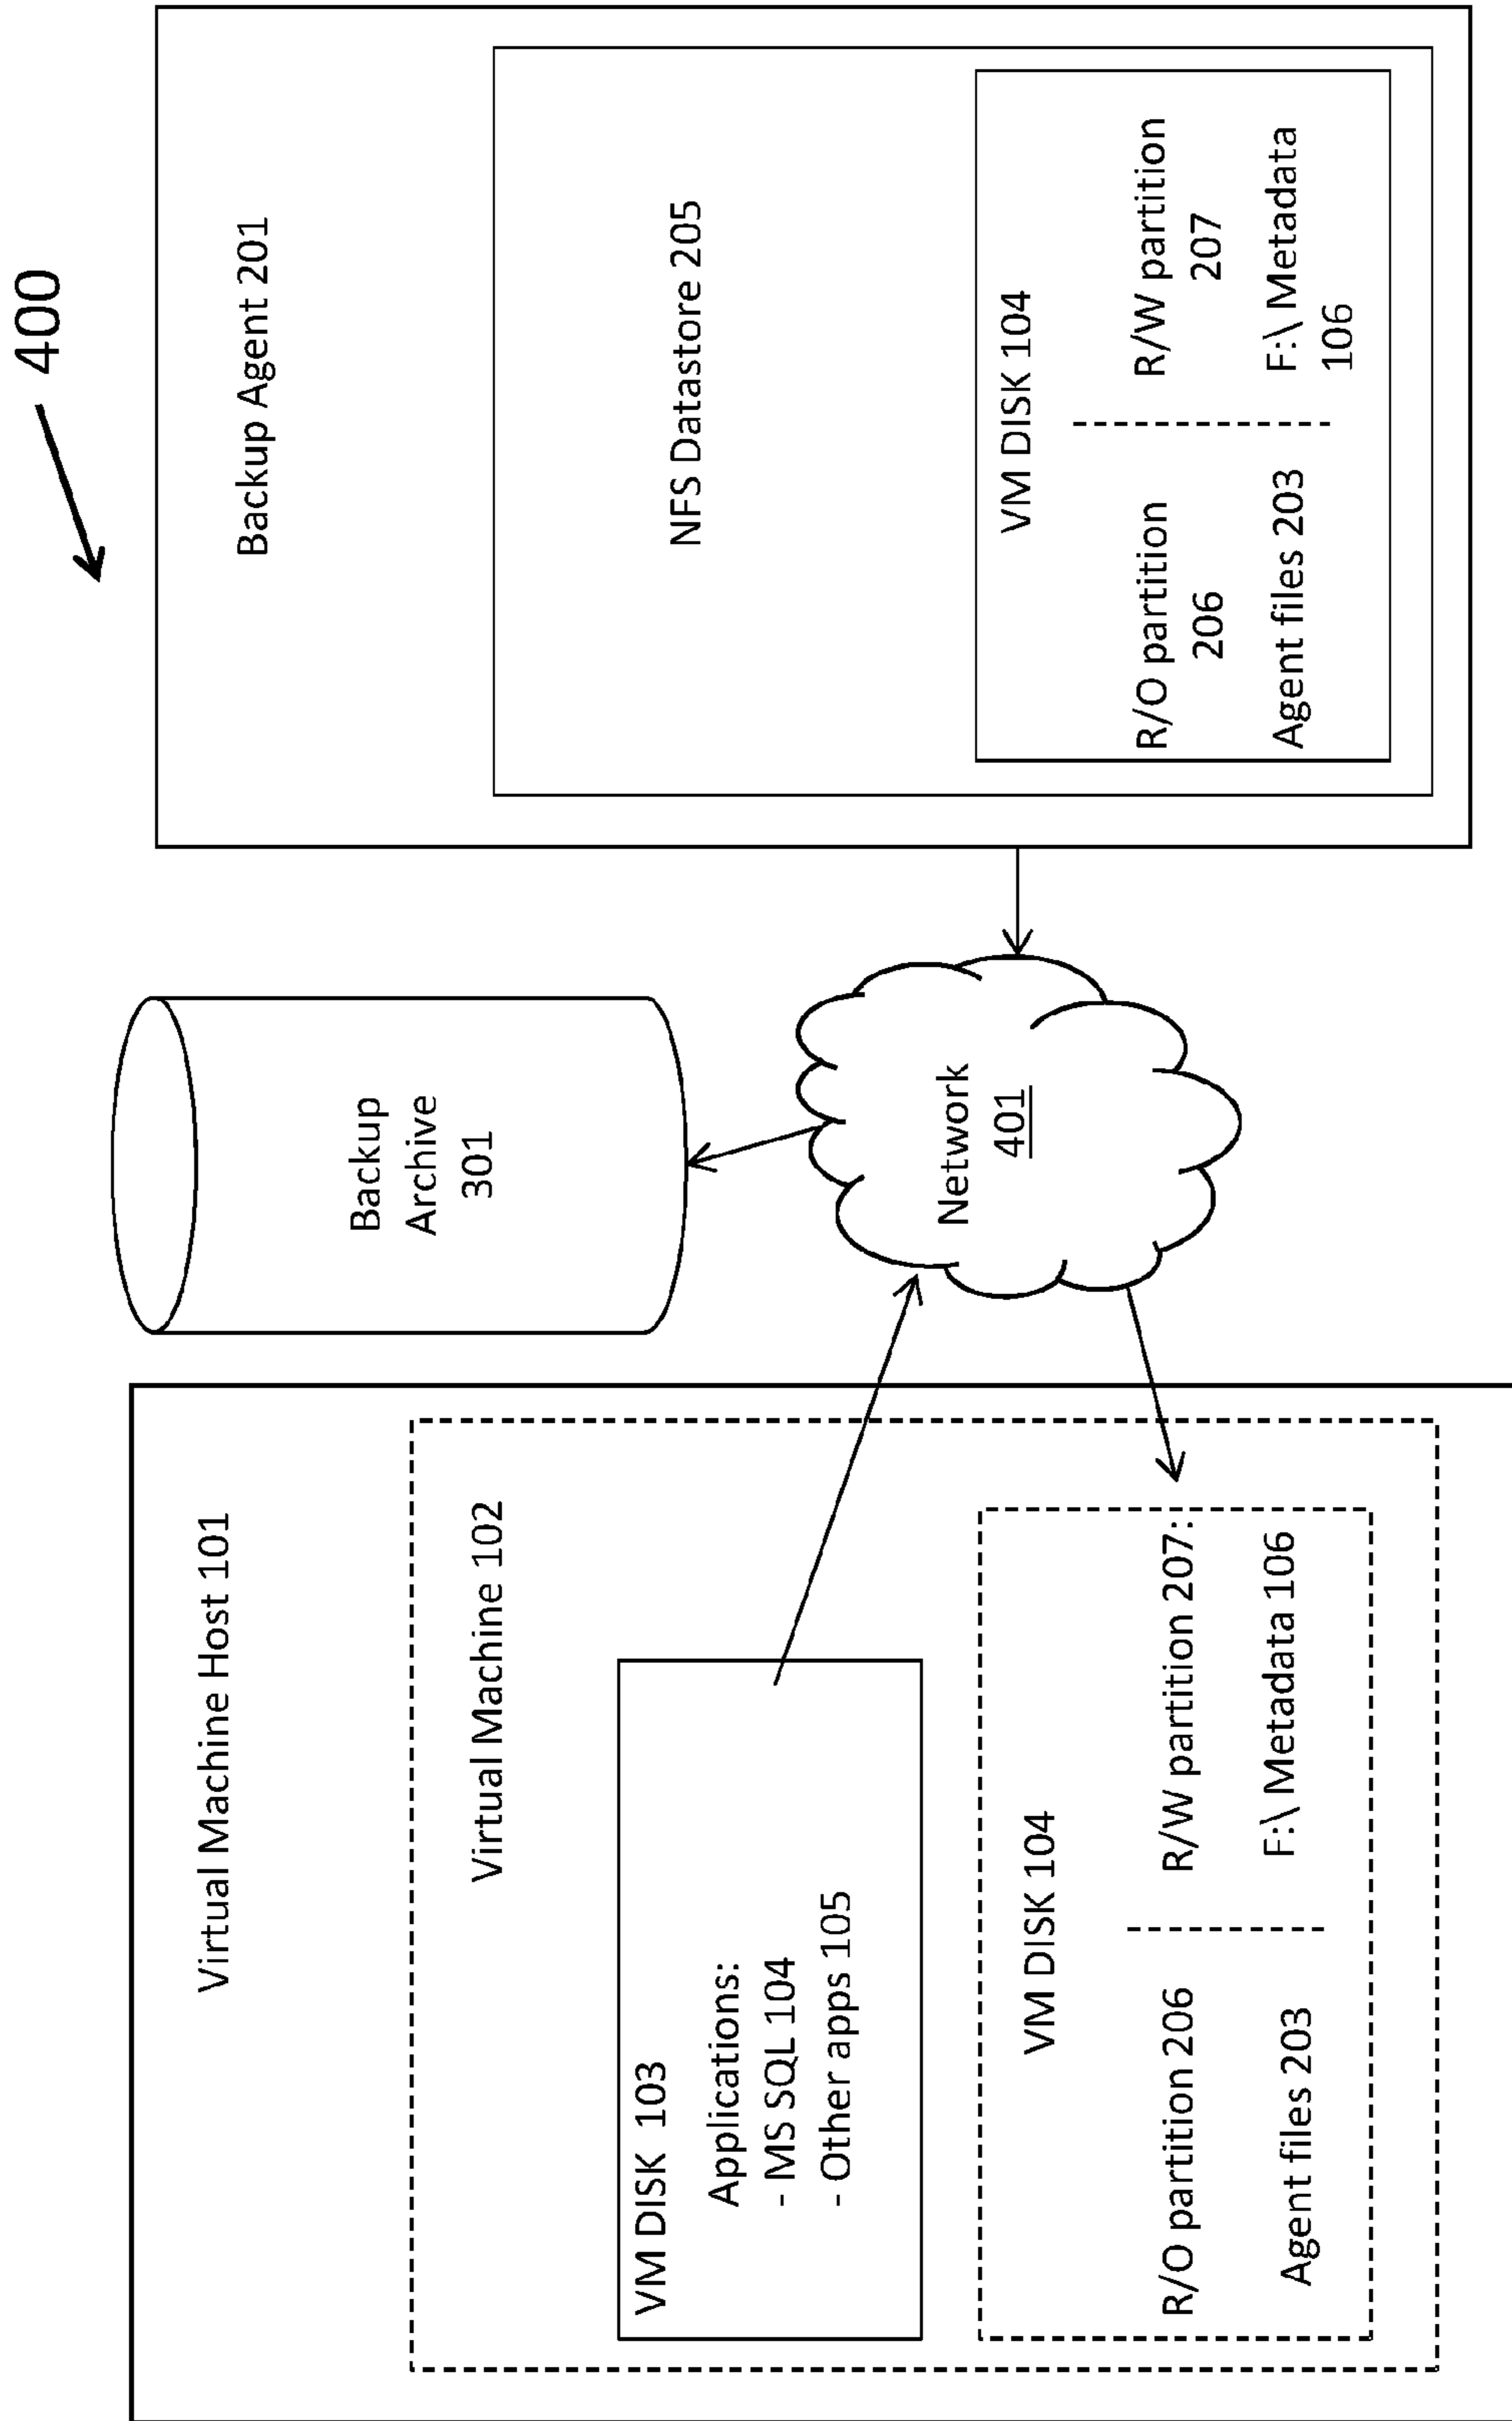 400
Virtual Machine Host 101
Virtual Machine 102
VM DISK 103
Applications:
- MS SQL 104
- Other apps 105
VM DISK 104
R/O partition 206
R/W partition 207:
Agent files 203
F:\ Metadata 106
Backup
Archive
301
Network
401
Backup Agent 201
NFS Datastore 205
VM DISK 104
R/O partition
206
R/W partition
207
Agent files 203
F:\ Metadata
106